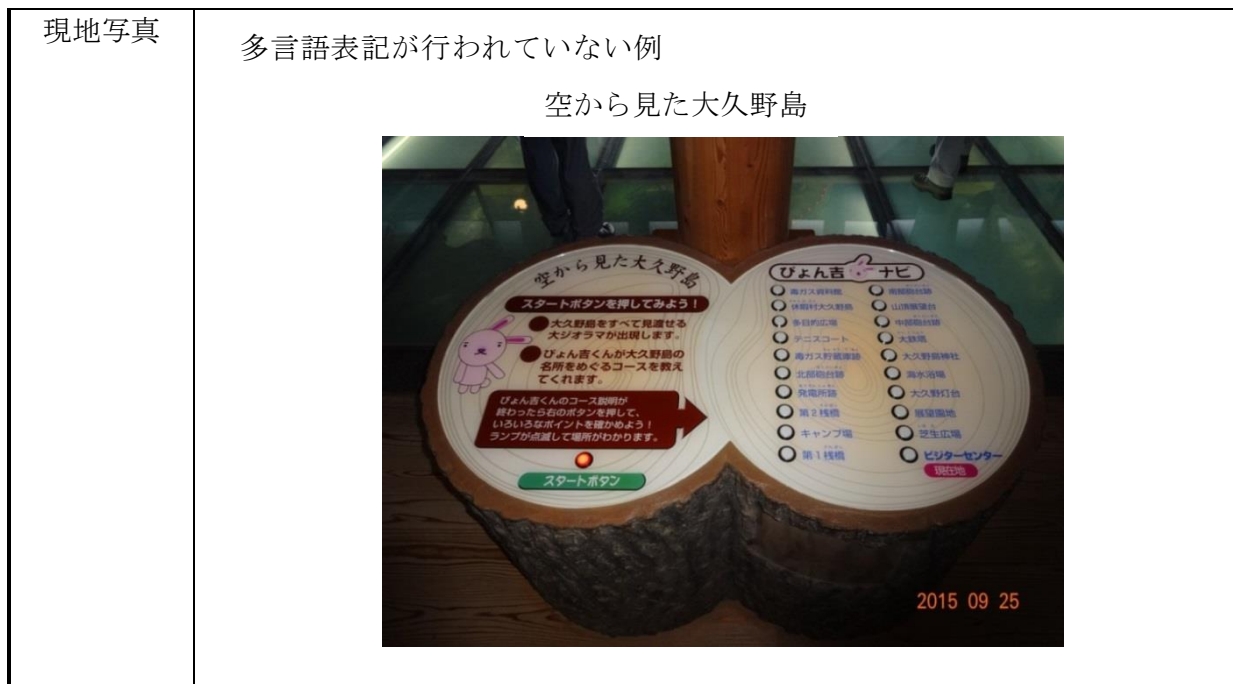 現地写真
多言語表記が行われていない例
空から見た大久野島
空から見た大久野島
スタートボタンを押してみよう！
大久野島をすべて見渡せる
大ジオラマが出現します。
ぴょん吉くんが大久野島の
名所をめぐるコースを教え
てくれます。
ぴょん吉くんのコース説明が
終わったら右のボタンを押して、
いろいろなポイントを確かめよう！
ランプが点滅して場所がわかります。
スタートボタン
ぴょん吉 ナビ
毒ガス資料館
休暇村大久野島
多目的広場
テニスコート
毒ガス貯蔵庫跡
北部砲台跡
発電所跡
第2桟橋
キャンプ場
第1桟橋
南部砲台跡
山頂展望台
中部砲台跡
大鉄塔
大久野島神社
海水浴場
大久野灯台
展望園地
芝生広場
ビジターセンター
現在地
2015 09 25